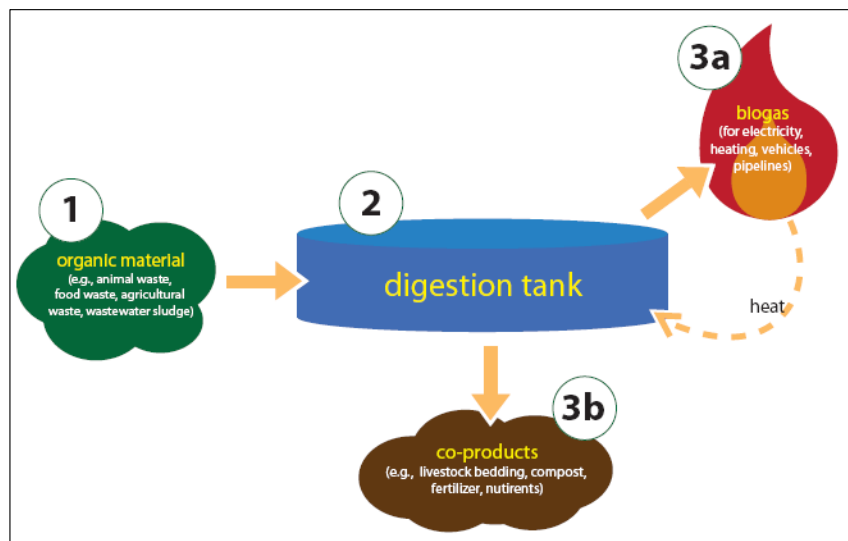 1
organic material
(e.g., animal waste,
food waste, agricultural
waste, wastewater sludge)
2
digestion tank
3a
biogas
(for electricity,
heating, vehicles,
pipelines)
heat
3b
co-products
(e.g., livestock bedding, compost,
fertilizer, nutirents)